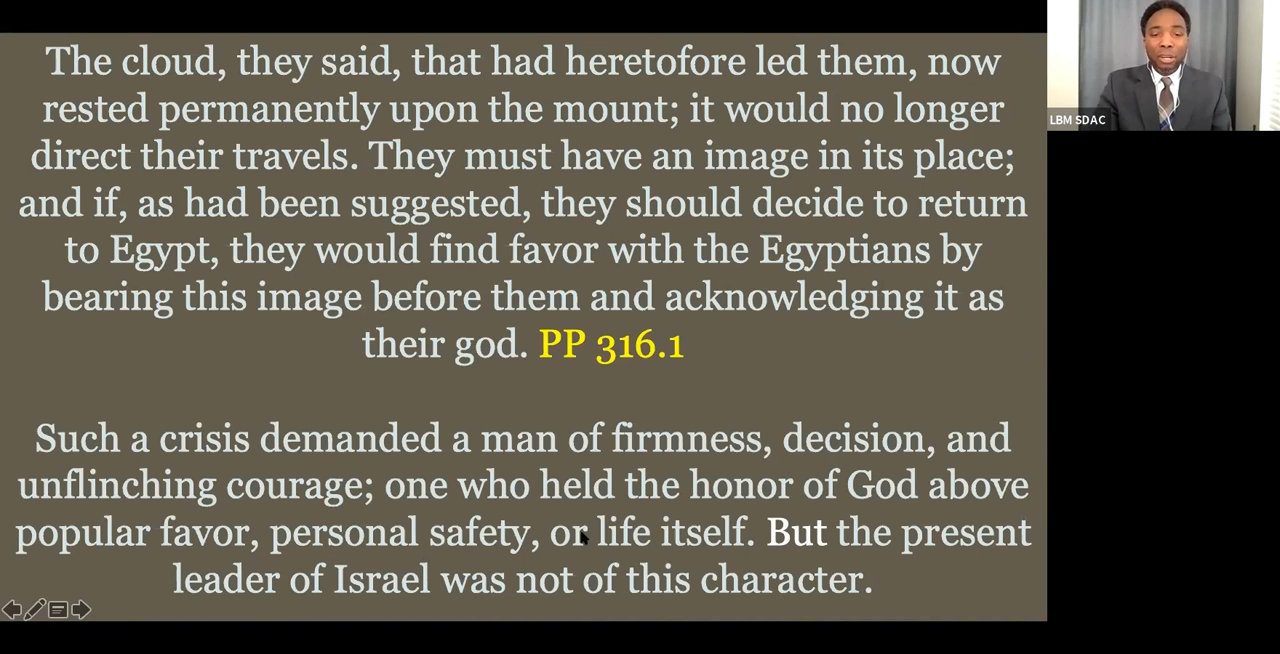 The cloud, they said, that had heretofore led them, now
rested permanently upon the mount; it would no longer
direct their travels. They must have an image in its place;
and if, as had been suggested, they should decide to return
to Egypt, they would find favor with the Egyptians by
bearing this image before them and acknowledging it as
their god. PP 316.1
Such a crisis demanded a man of firmness, decision, and
unflinching courage; one who held the honor of God above
popular favor, personal safety, or life itself. But the present
leader of Israel was not of this character.
LBM SDAC